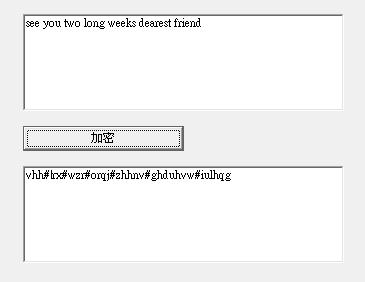 see you two long weeks dearest friend
加密
vhh#|rx#wzr#orqj#zhhnv#ghduhvw#iulhqg